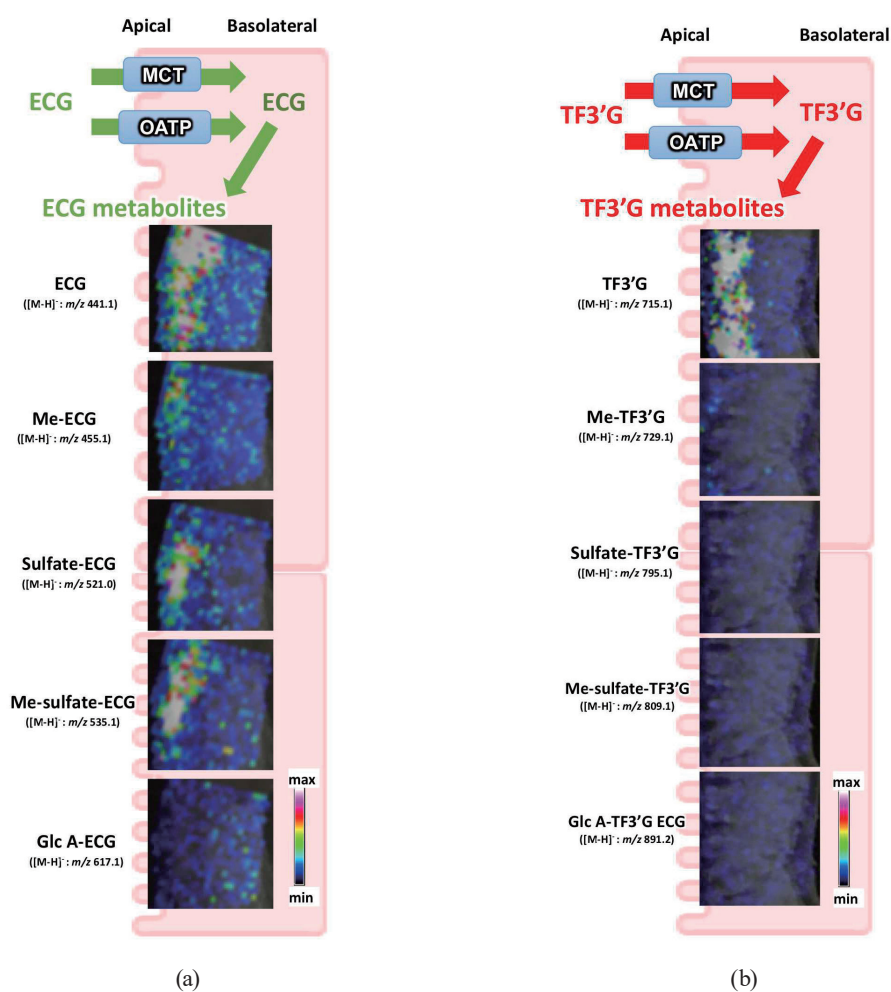 Apical Basolateral
MCT
ECG ECG
OATP
ECG metabolites
ECG
([M-H]⁻: m/z 441.1)
Me-ECG
([M-H]⁻: m/z 455.1)
Sulfate-ECG
([M-H]⁻: m/z 521.0)
Me-sulfate-ECG
([M-H]⁻: m/z 535.1)
max
Glc A-ECG
([M-H]⁻: m/z 617.1)
min
(a)
Apical Basolateral
MCT
TF3'G TF3'G
OATP
TF3'G metabolites
TF3'G
([M-H]⁻: m/z 715.1)
Me-TF3'G
([M-H]⁻: m/z 729.1)
Sulfate-TF3'G
([M-H]⁻: m/z 795.1)
Me-sulfate-TF3'G
([M-H]⁻: m/z 809.1)
max
Glc A-TF3'G ECG
([M-H]⁻: m/z 891.2)
min
(b)